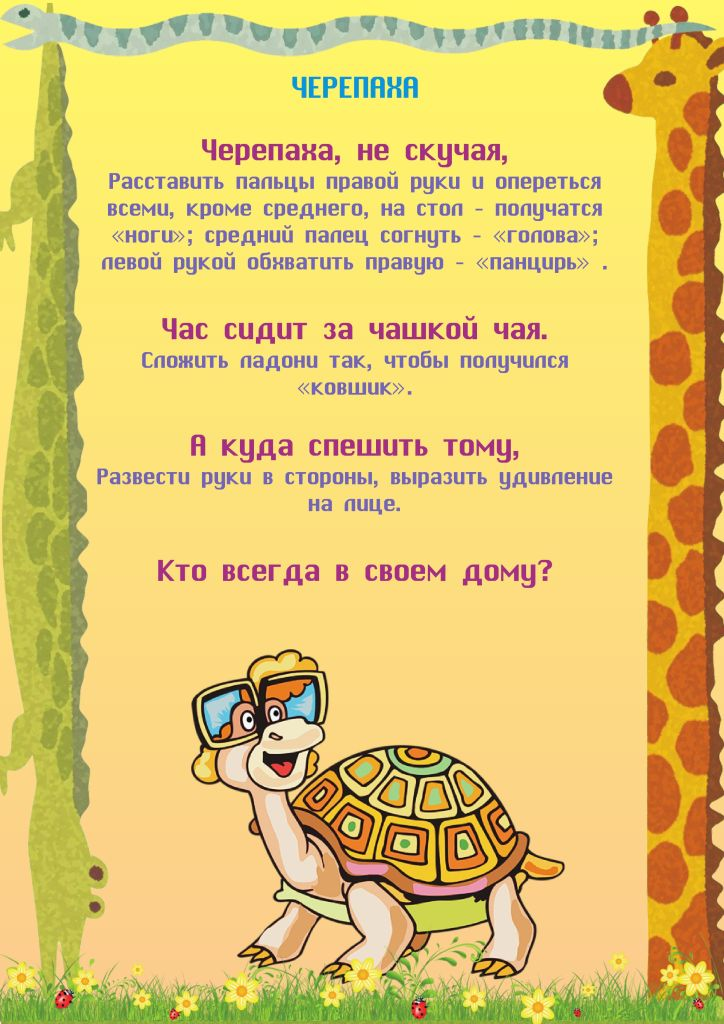 ЧЕРЕПАХА
Черепаха, не скучая,
Расставить пальцы правой руки и опереться
всеми, кроме среднего, на стол - получатся
«ноги»; средний палец согнуть - «голова»;
левой рукой обхватить правую - «панцирь» .
Час сидит за чашкой чая.
Сложить ладони так, чтобы получился
«ковшик».
А куда спешить тому,
Развести руки в стороны, выразить удивление
на лице.
Кто всегда в своем дому?